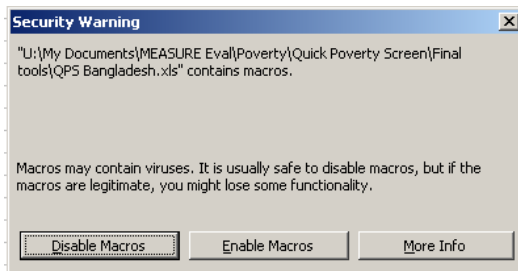 Security Warning
"U:\My Documents\MEASURE Eval\Poverty\Quick Poverty Screen\Final
tools\QPS Bangladesh.xls" contains macros.
Macros may contain viruses. It is usually safe to disable macros, but if the
macros are legitimate, you might lose some functionality.
Disable Macros Enable Macros More Info